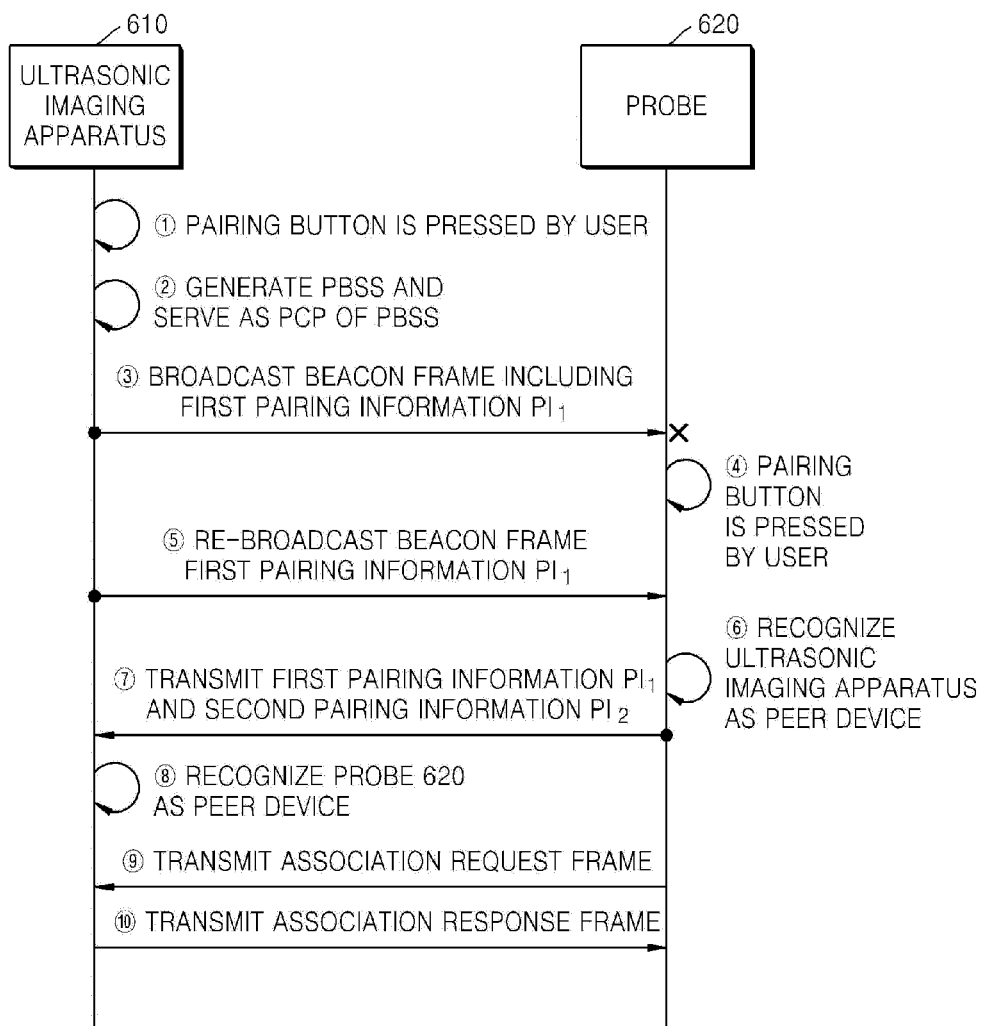 610
620
ULTRASONIC
IMAGING
APPARATUS
PROBE
① PAIRING BUTTON IS PRESSED BY USER
② GENERATE PBSS AND
SERVE AS PCP OF PBSS
③ BROADCAST BEACON FRAME INCLUDING
FIRST PAIRING INFORMATION PI1
④ PAIRING
BUTTON
IS PRESSED
BY USER
⑤ RE-BROADCAST BEACON FRAME
FIRST PAIRING INFORMATION PI1
⑥ RECOGNIZE
ULTRASONIC
IMAGING APPARATUS
AS PEER DEVICE
⑦ TRANSMIT FIRST PAIRING INFORMATION PI1
AND SECOND PAIRING INFORMATION PI2
⑧ RECOGNIZE PROBE 620
AS PEER DEVICE
⑨ TRANSMIT ASSOCIATION REQUEST FRAME
⑩ TRANSMIT ASSOCIATION RESPONSE FRAME